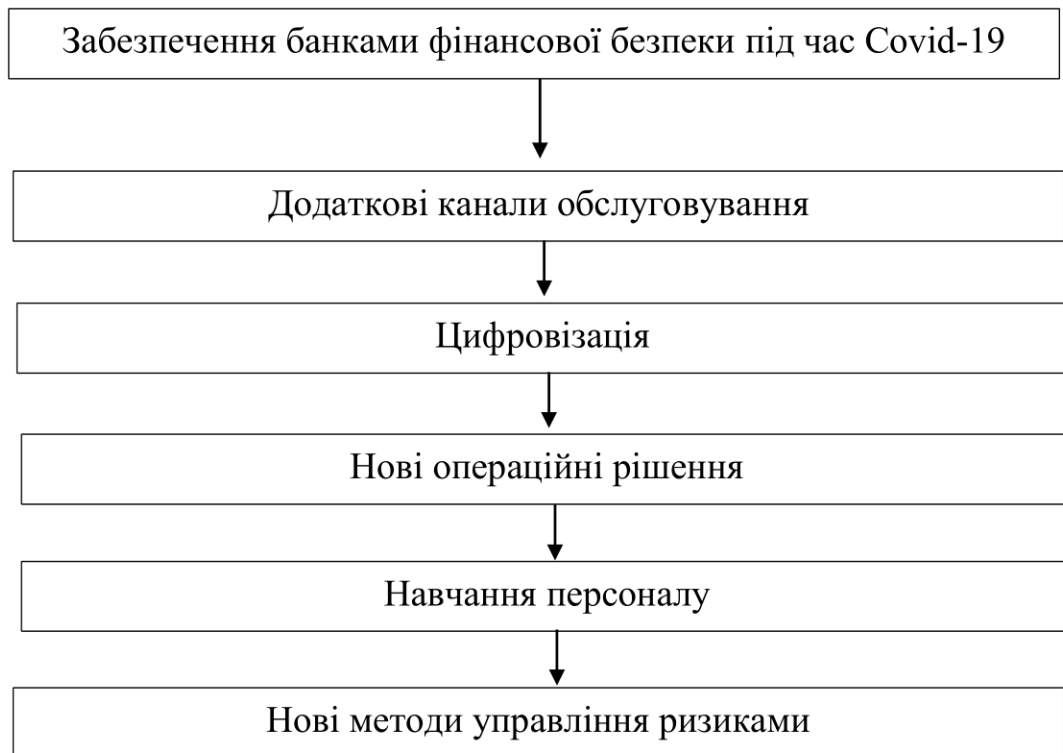 Забезпечення банками фінансової безпеки під час Covid-19
Додаткові канали обслуговування
Цифровізація
Нові операційні рішення
Навчання персоналу
Нові методи управління ризиками